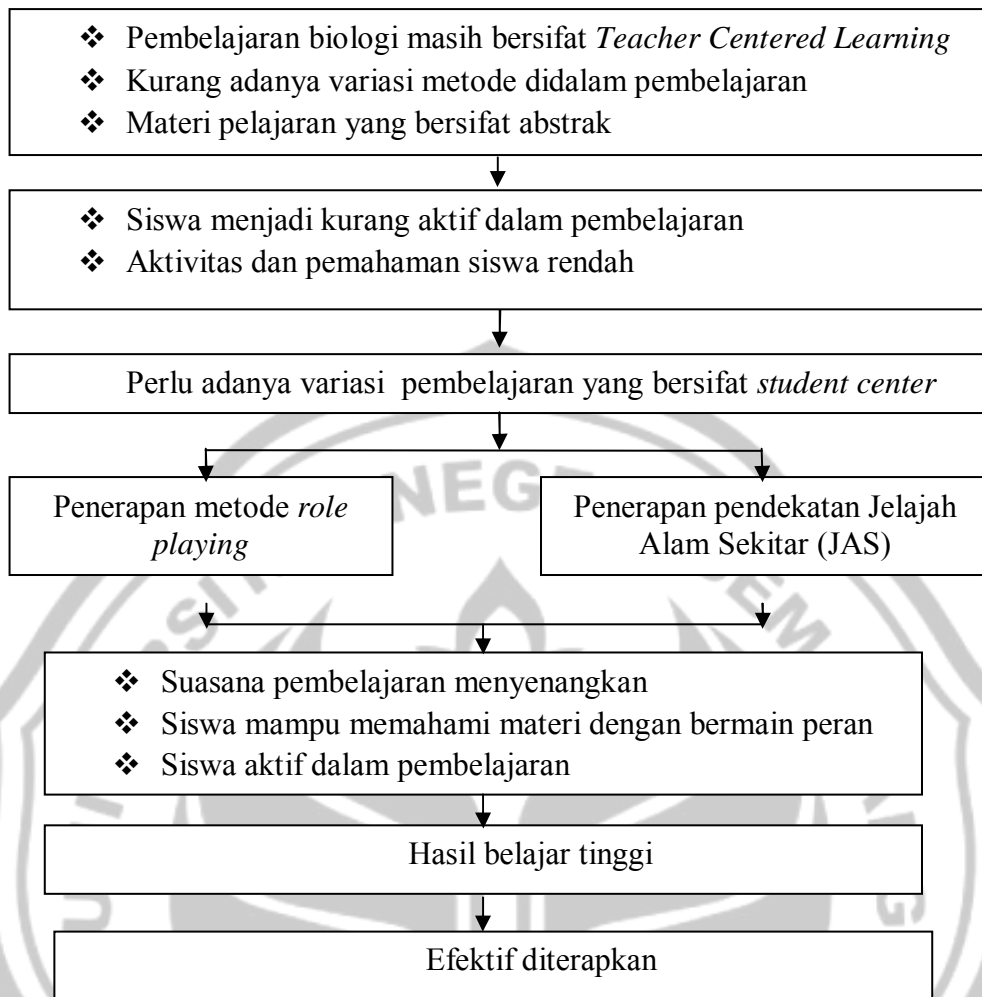 ❖ Pembelajaran biologi masih bersifat Teacher Centered Learning
❖ Kurang adanya variasi metode didalam pembelajaran
❖ Materi pelajaran yang bersifat abstrak
❖ Siswa menjadi kurang aktif dalam pembelajaran
❖ Aktivitas dan pemahaman siswa rendah
Perlu adanya variasi pembelajaran yang bersifat student center
Penerapan metode role
playing
Penerapan pendekatan Jelajah
Alam Sekitar (JAS)
❖ Suasana pembelajaran menyenangkan
❖ Siswa mampu memahami materi dengan bermain peran
❖ Siswa aktif dalam pembelajaran
Hasil belajar tinggi
Efektif diterapkan